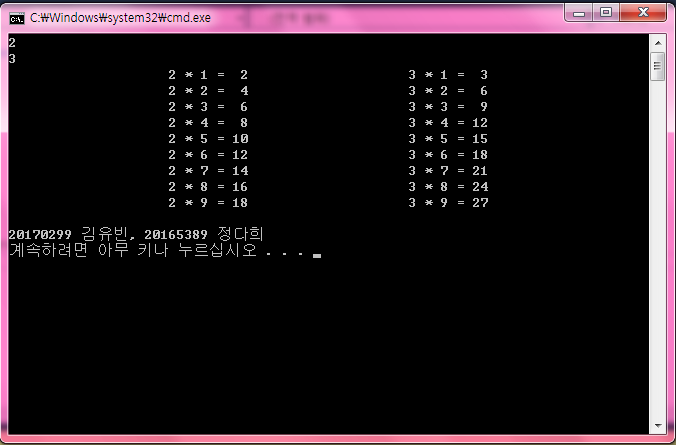 C:\Windows\system32\cmd.exe
2
3
2 * 1 =  2 3 * 1 =  3
2 * 2 =  4 3 * 2 =  6
2 * 3 =  6 3 * 3 =  9
2 * 4 =  8 3 * 4 = 12
2 * 5 = 10 3 * 5 = 15
2 * 6 = 12 3 * 6 = 18
2 * 7 = 14 3 * 7 = 21
2 * 8 = 16 3 * 8 = 24
2 * 9 = 18 3 * 9 = 27
20170299 김유빈, 20165389 정다희
계속하려면 아무 키나 누르십시오 . . .